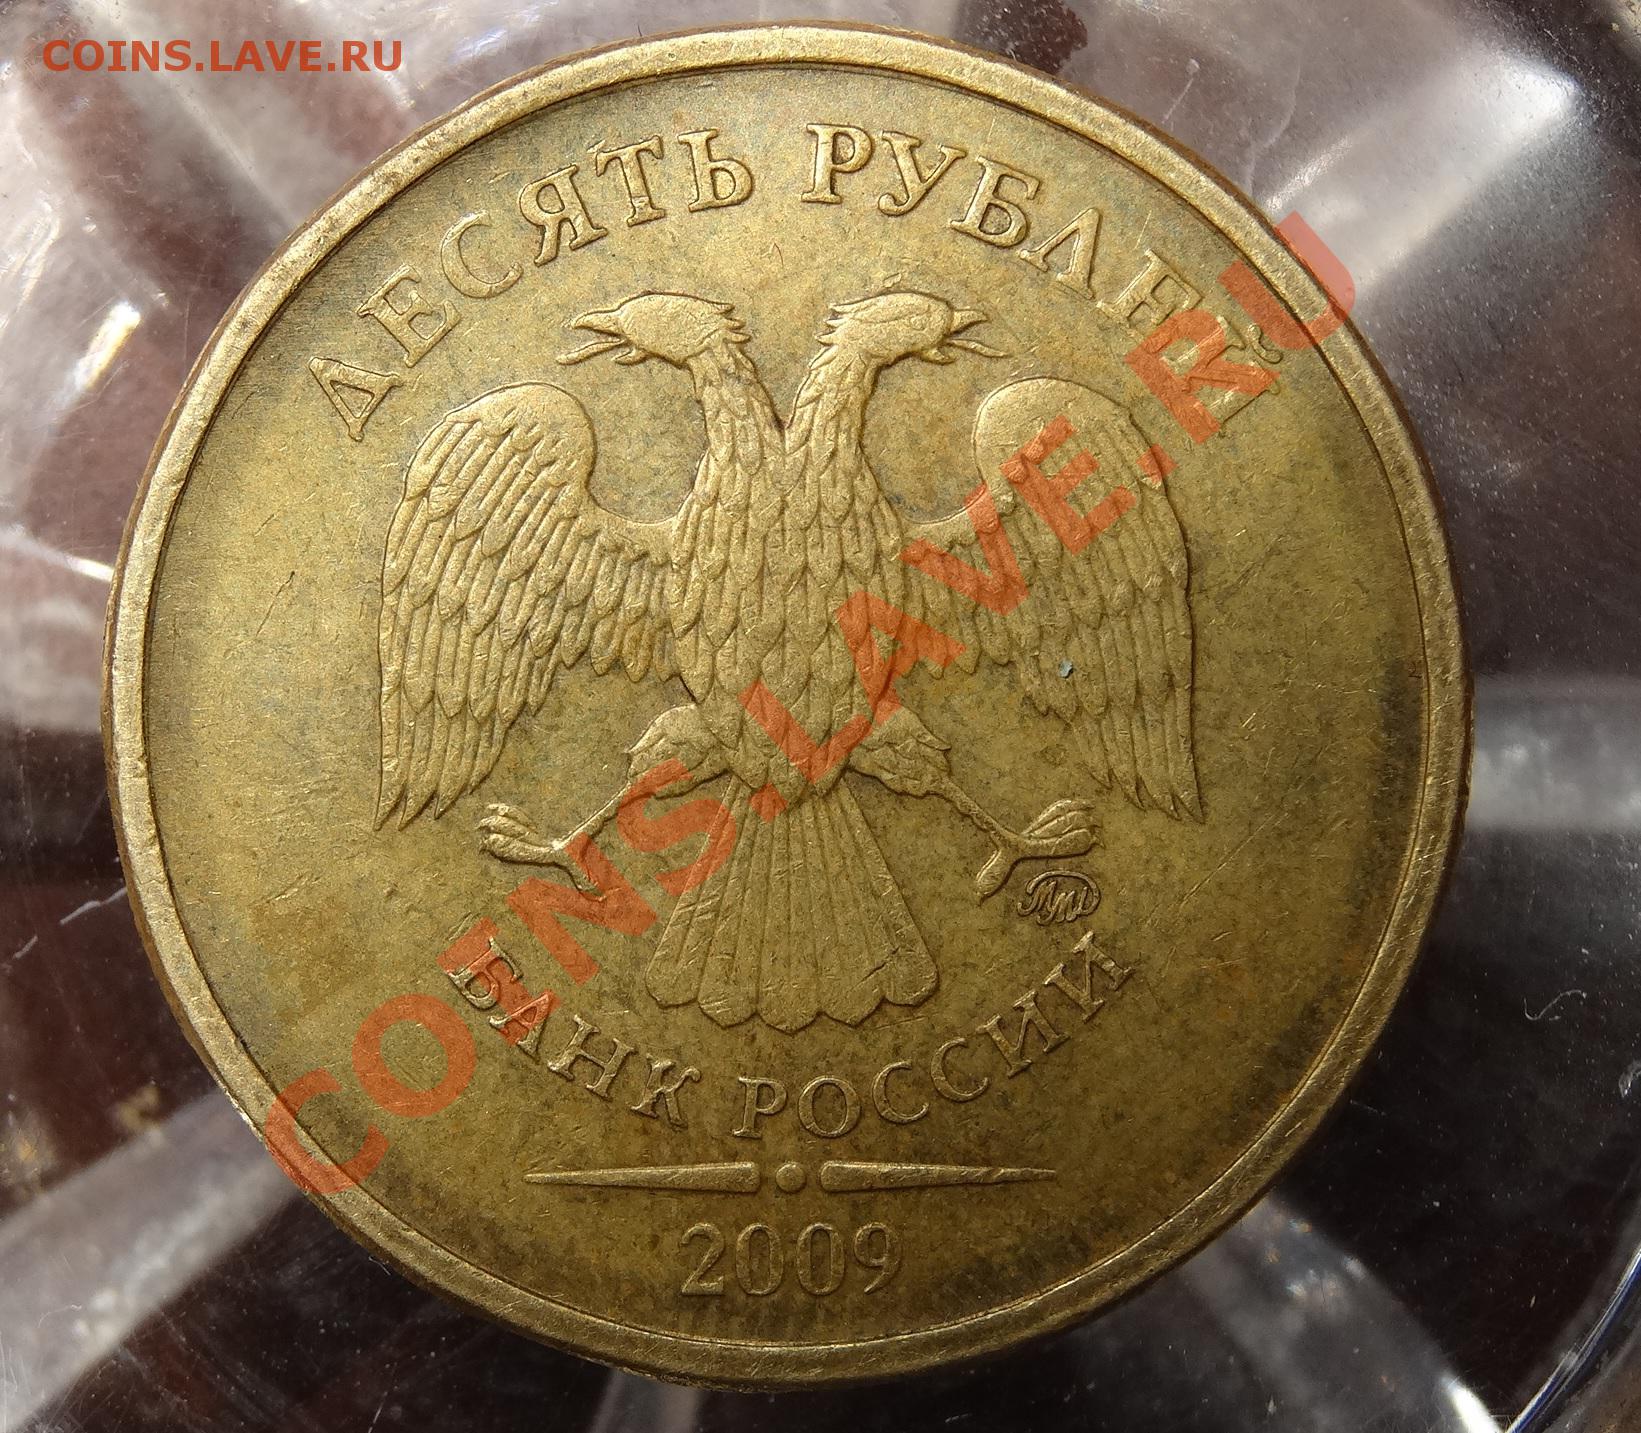 COINS.LAVE.RU
ДЕСЯТЬ РУБЛЕЙ
COINS.LAVE.RU
ММД
БАНК РОССИИ
2009